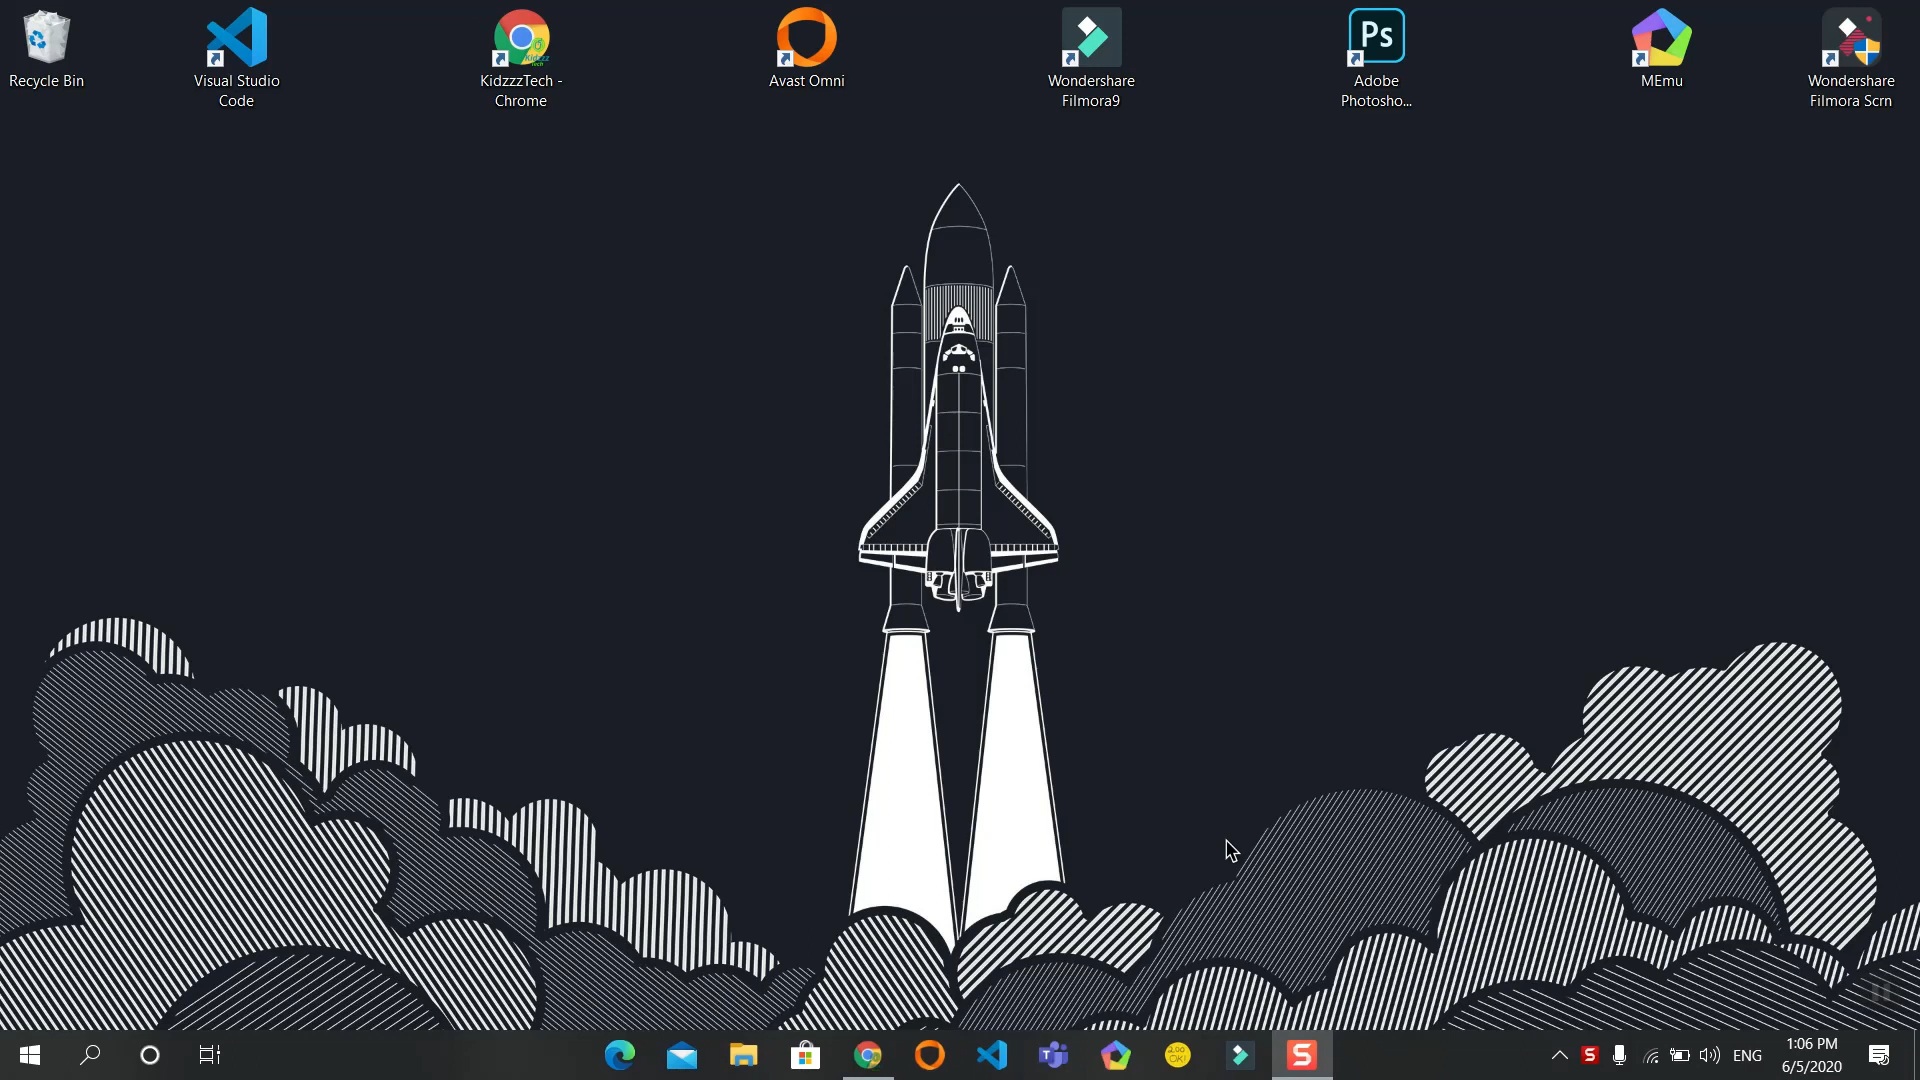 Recycle Bin
Visual Studio
Code
KidzzzTech -
Chrome
Avast Omni
Wondershare
Filmora9
Ps
Adobe
Photosho...
MEmu
Wondershare
Filmora Scrn
S
S
ENG
1:06 PM
6/5/2020